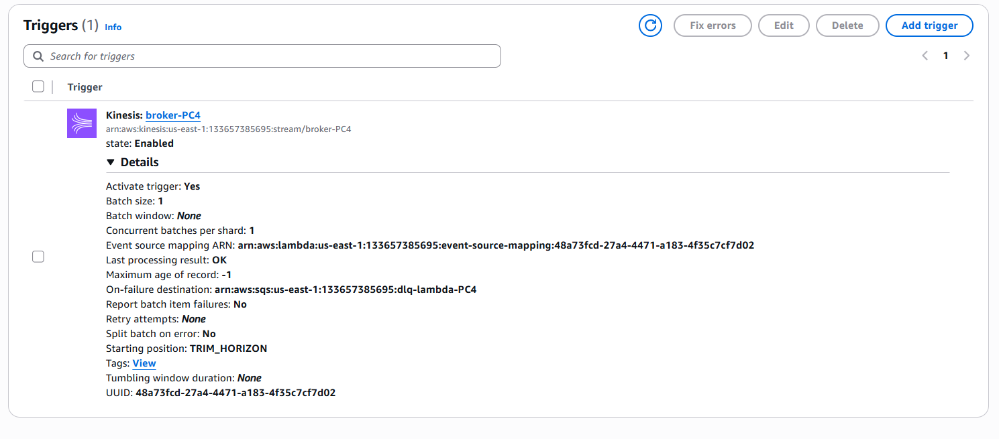 Triggers (1) Info
Fix errors
Edit
Delete
Add trigger
Search for triggers
1
Trigger
Kinesis: broker-PC4
arn:aws:kinesis:us-east-1:133657385695:stream/broker-PC4
state: Enabled
Details
Activate trigger: Yes
Batch size: 1
Batch window: None
Concurrent batches per shard: 1
Event source mapping ARN: arn:aws:lambda:us-east-1:133657385695:event-source-mapping:48a73fcd-27a4-4471-a183-4f35c7cf7d02
Last processing result: OK
Maximum age of record: -1
On-failure destination: arn:aws:sqs:us-east-1:133657385695:dlq-lambda-PC4
Report batch item failures: No
Retry attempts: None
Split batch on error: No
Starting position: TRIM_HORIZON
Tags: View
Tumbling window duration: None
UUID: 48a73fcd-27a4-4471-a183-4f35c7cf7d02